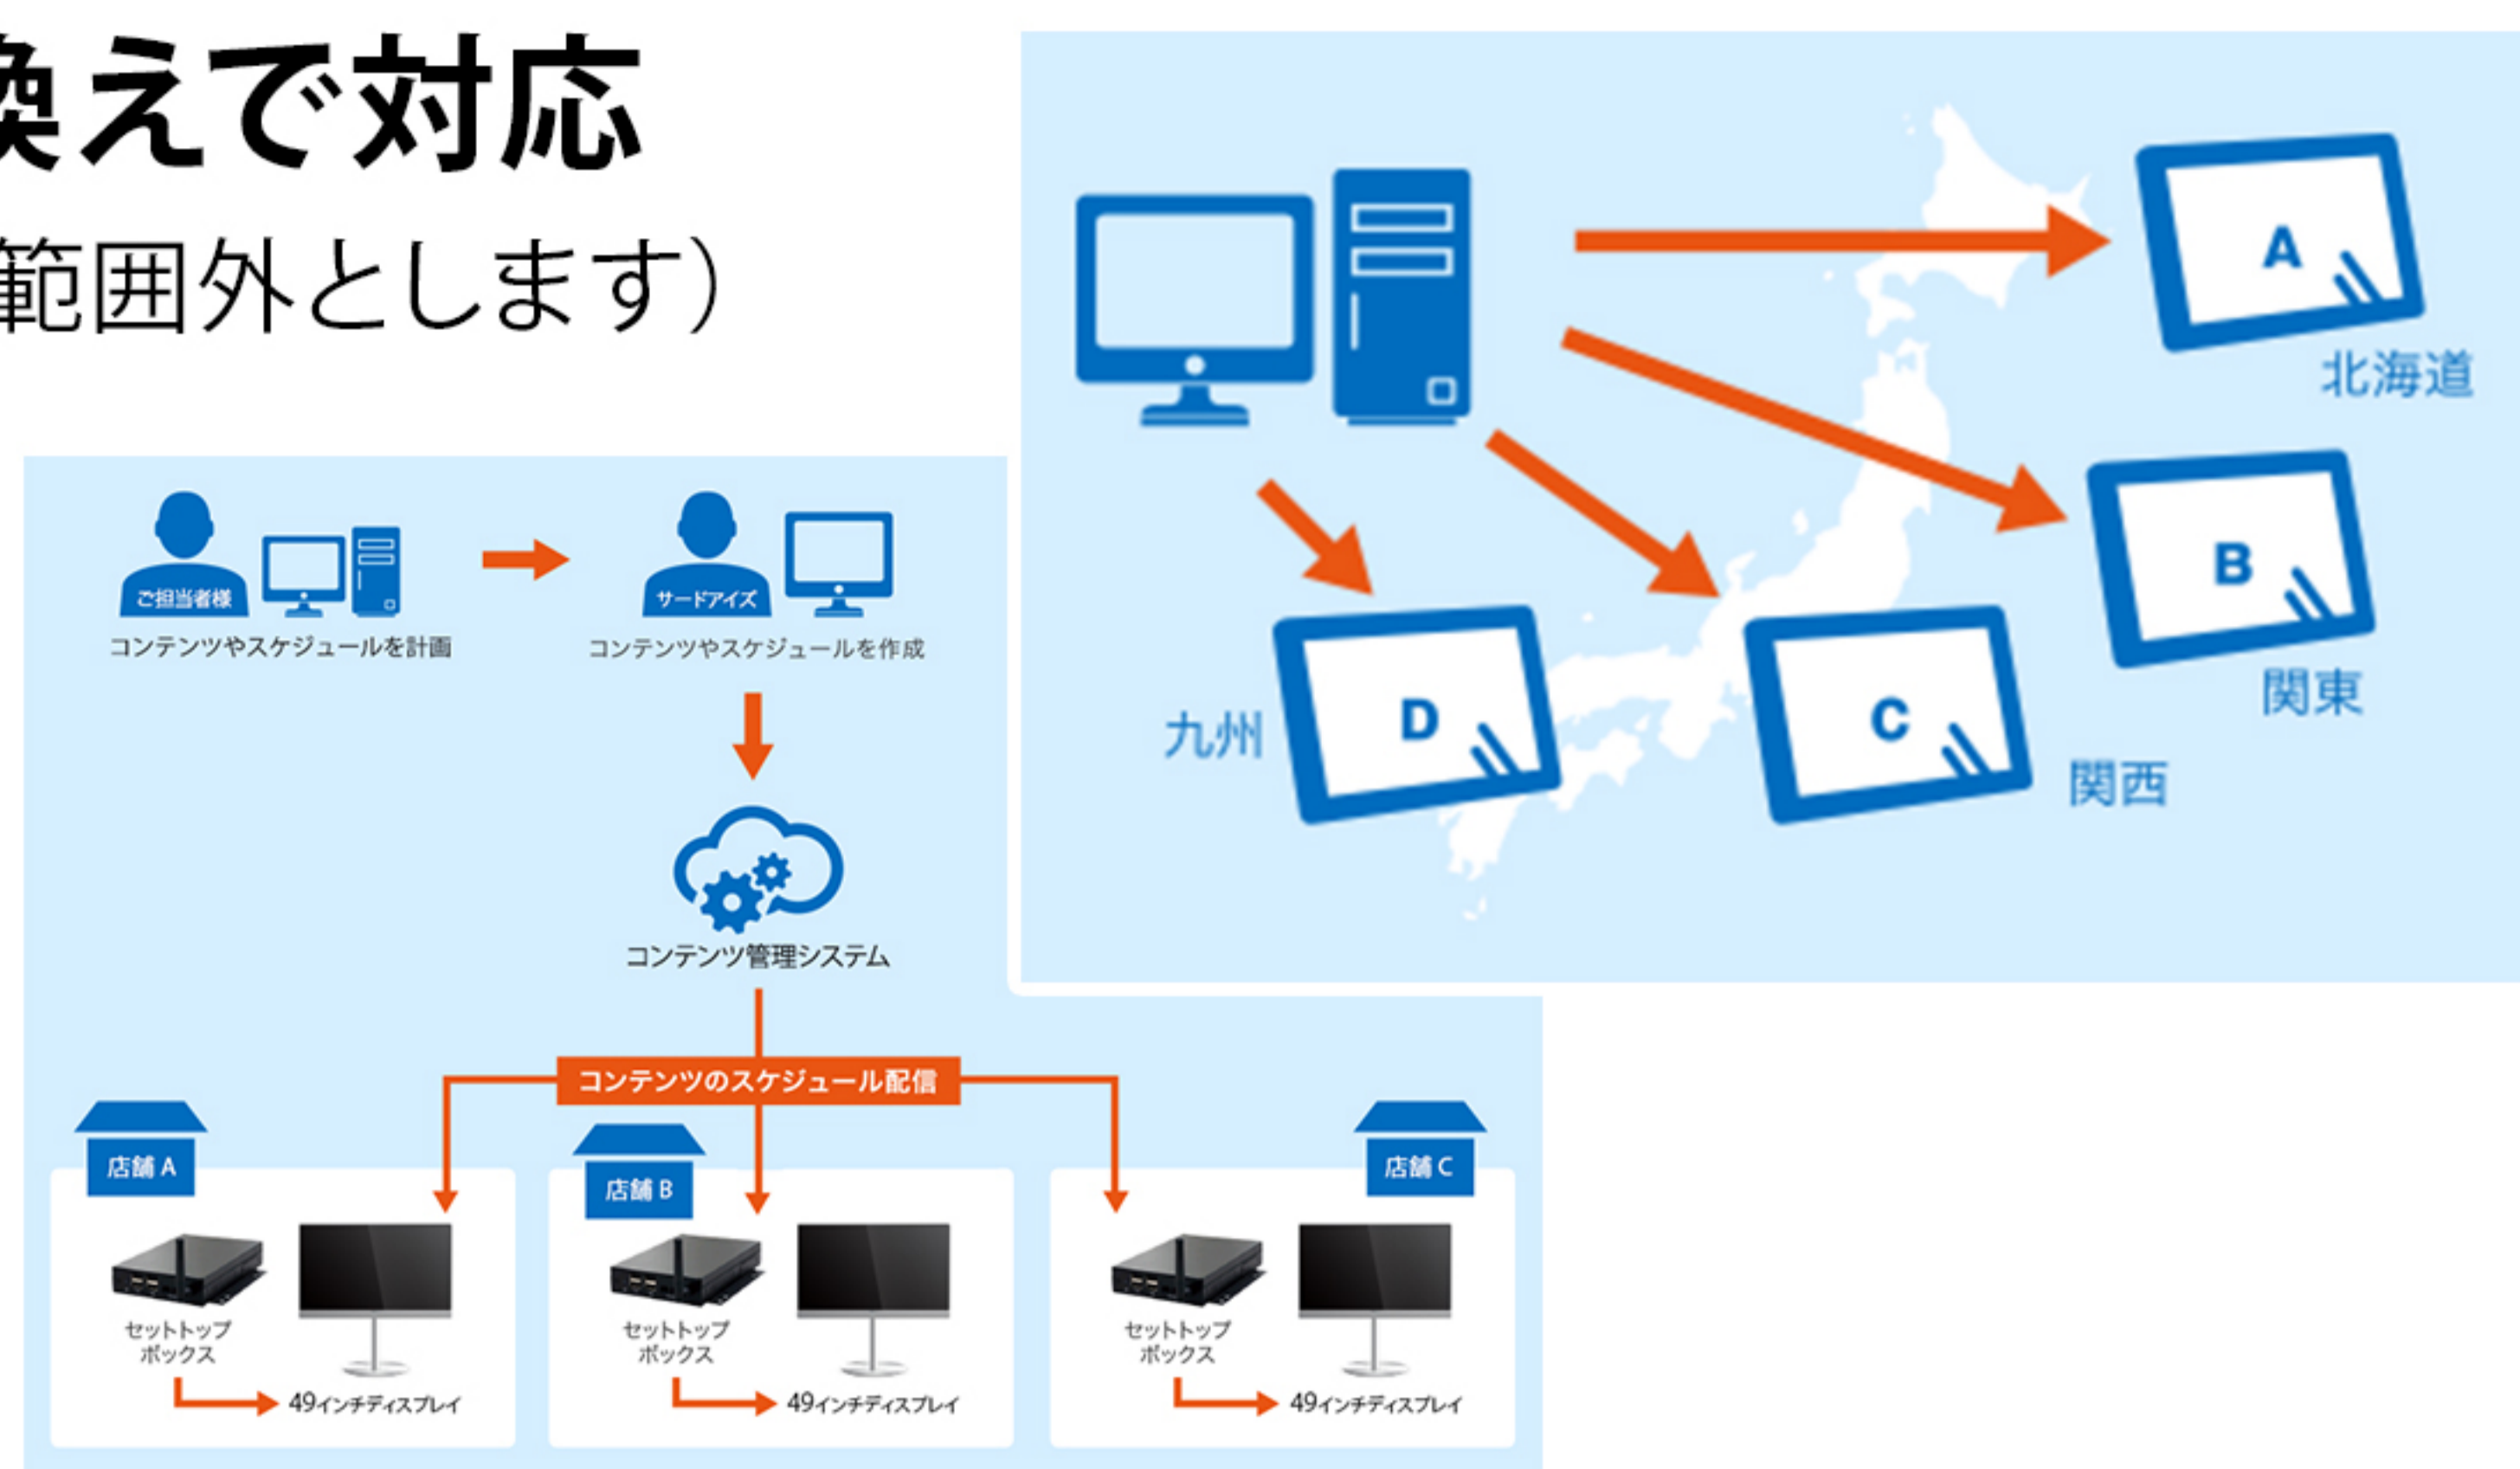 換えで対応
範囲外とします）
A
北海道
B
関東
C
関西
D
九州
ご担当者様
コンテンツやスケジュールを計画
サードアイズ
コンテンツやスケジュールを作成
コンテンツ管理システム
コンテンツのスケジュール配信
店舗 A
セットトップ
ボックス
49インチディスプレイ
店舗 B
セットトップ
ボックス
49インチディスプレイ
店舗 C
セットトップ
ボックス
49インチディスプレイ